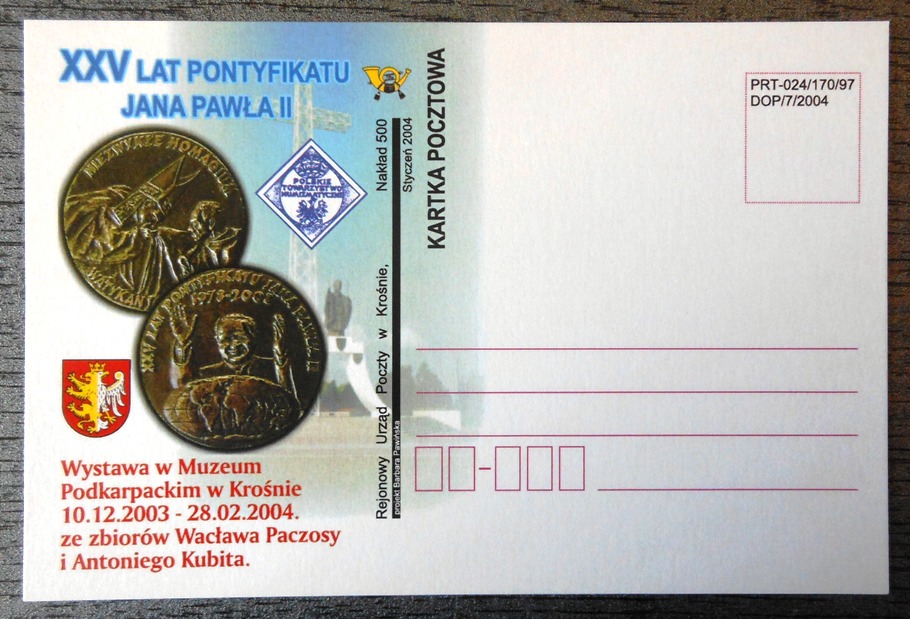 XXV LAT PONTYFIKATU
JANA PAWŁA II
NIEZWYKŁE HOMAGIUM
WATYKAN
POLSKIE
TOWARZYSTWO
NUMIZMATYCZNE
XXV LAT PONTYFIKATU JANA PAWŁA II
1978-2003
Wystawa w Muzeum
Podkarpackim w Krośnie
10.12.2003 - 28.02.2004.
ze zbiorów Wacława Paczosy
i Antoniego Kubita.
Rejonowy Urząd Poczty w Krośnie, Nakład 500
Styczeń 2004
projekt Barbara Pawińska
KARTKA POCZTOWA
PRT-024/170/97
DOP/7/2004